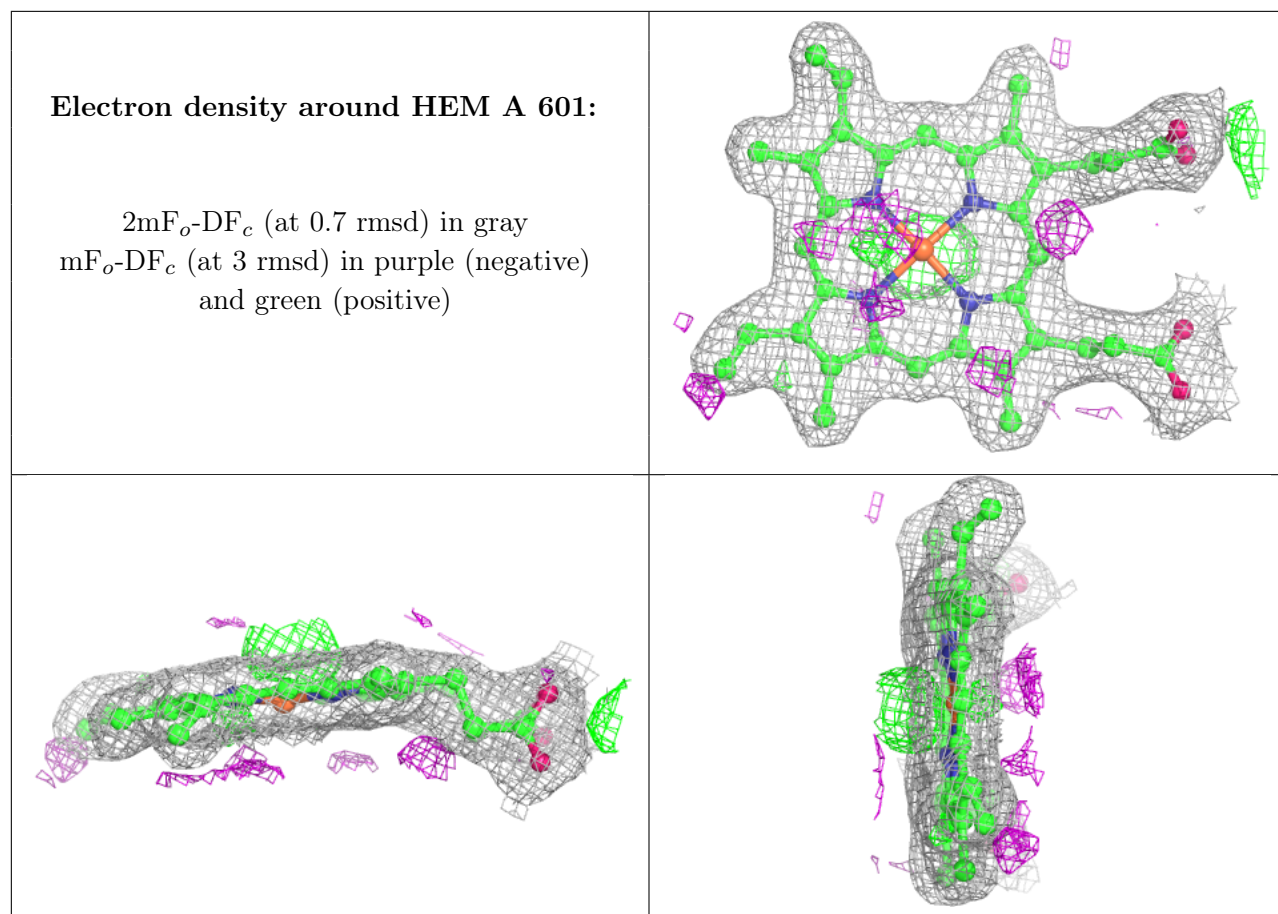 Electron density around HEM A 601:
2mFo-DFc (at 0.7 rmsd) in gray
mFo-DFc (at 3 rmsd) in purple (negative)
and green (positive)